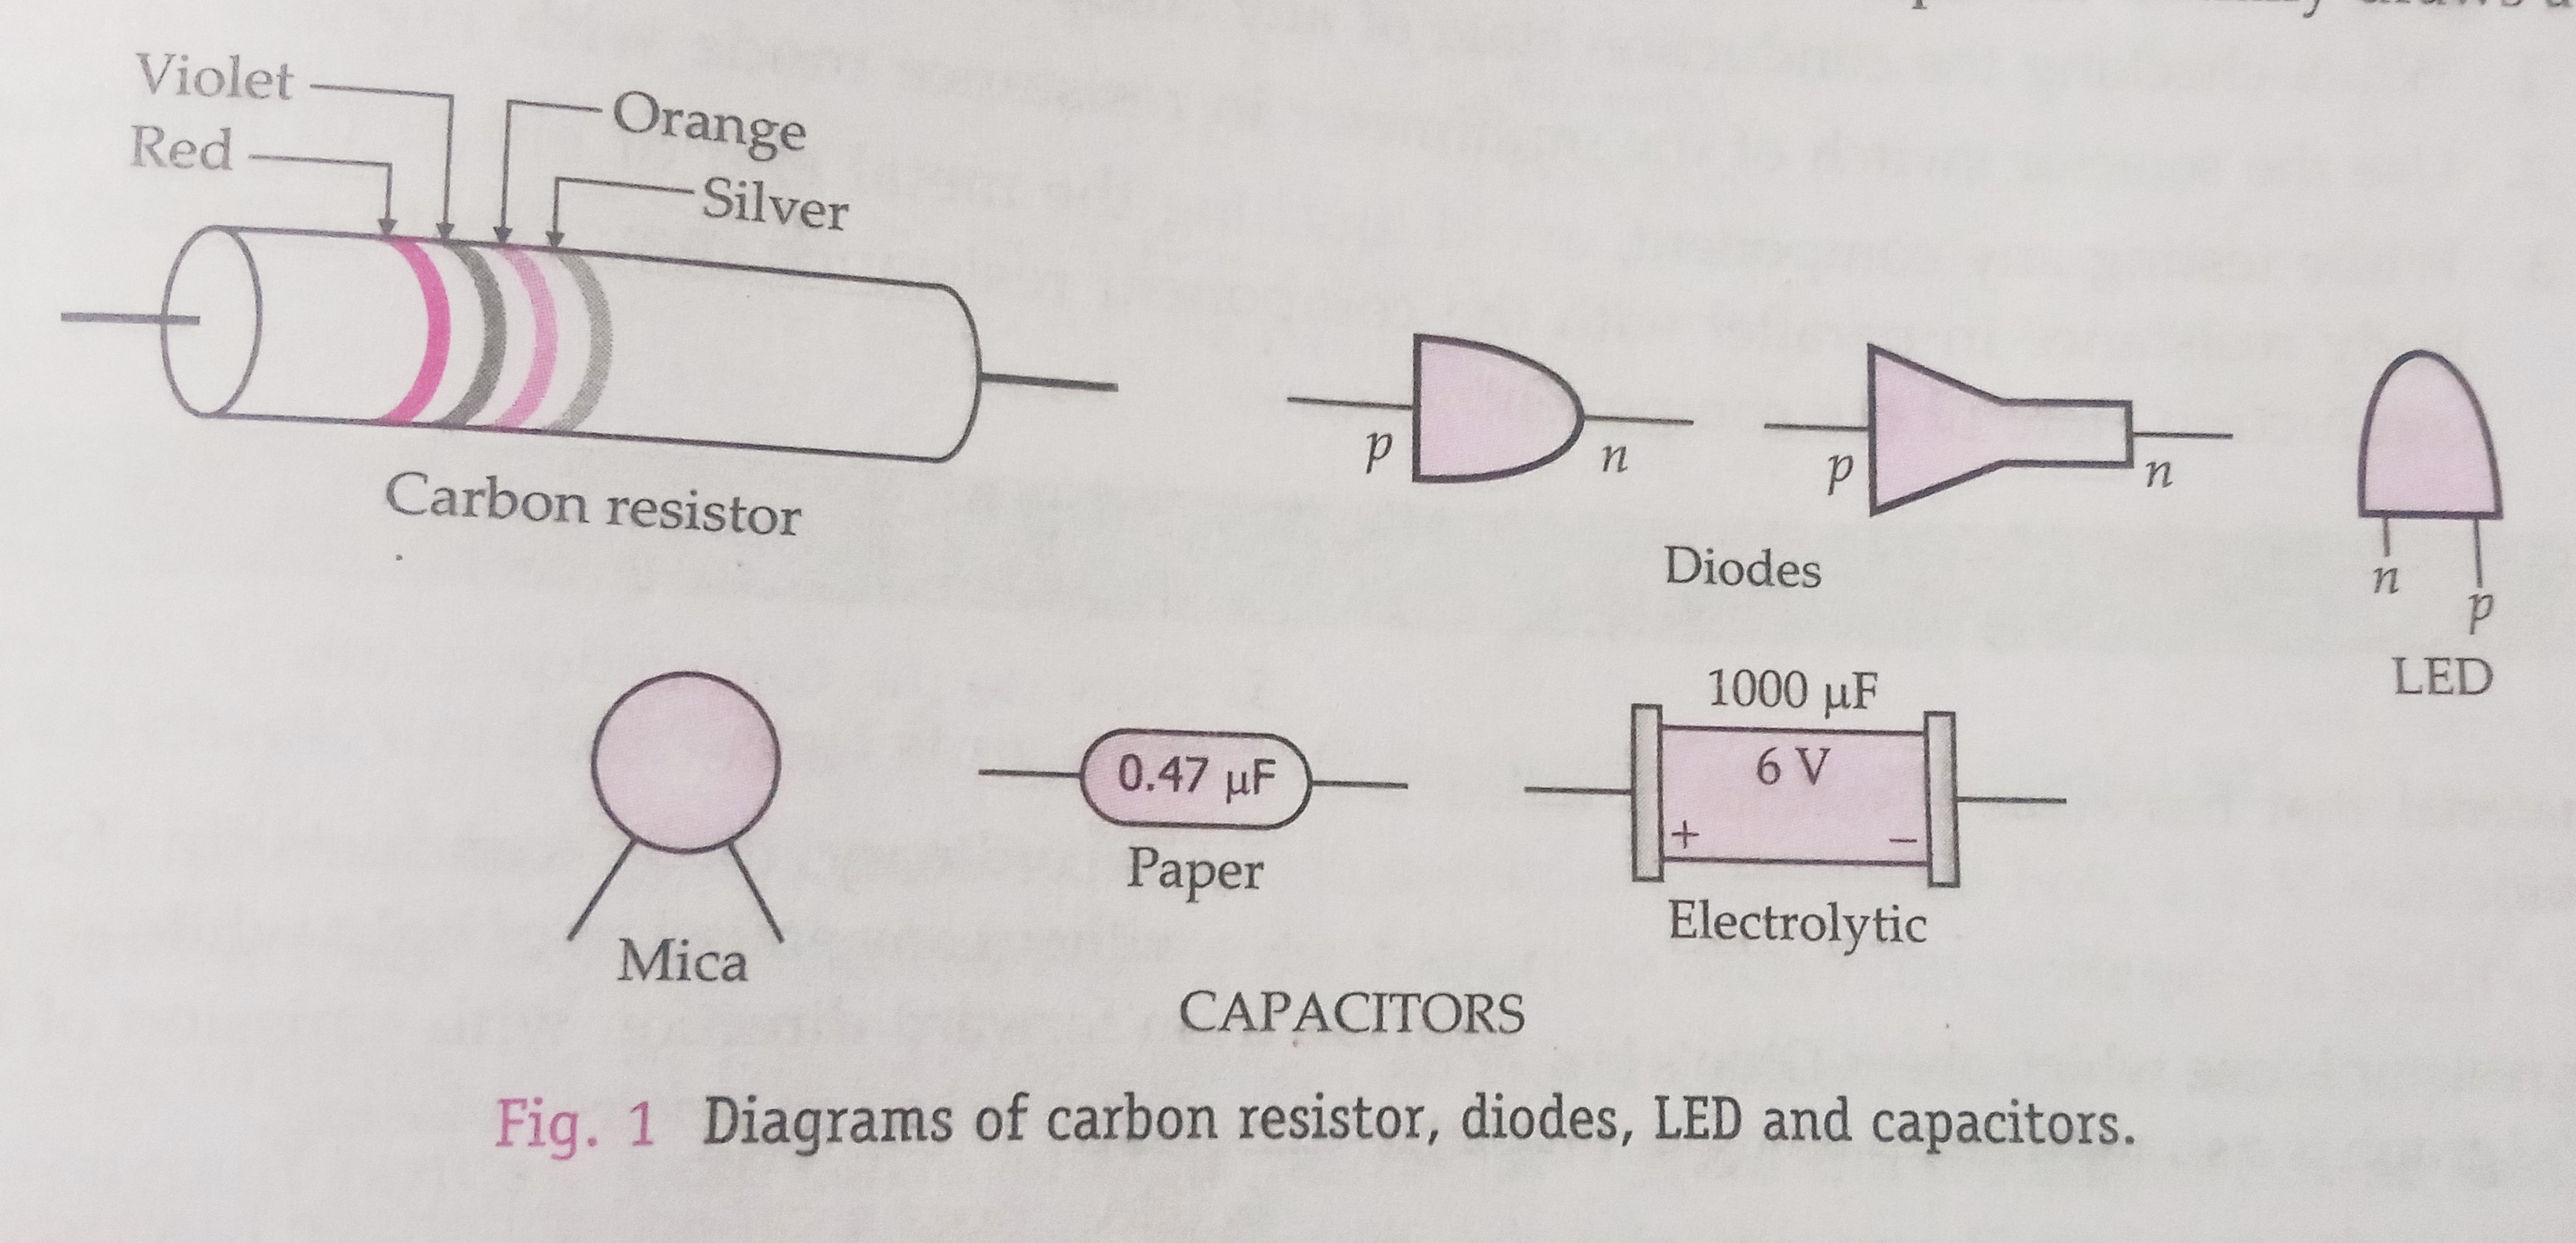 draws a
Violet
Red
Orange
Silver
Carbon resistor
p
n
p
n
Diodes
n
p
LED
Mica
0.47 µF
Paper
1000 µF
6 V
+ −
Electrolytic
CAPACITORS
Fig. 1 Diagrams of carbon resistor, diodes, LED and capacitors.